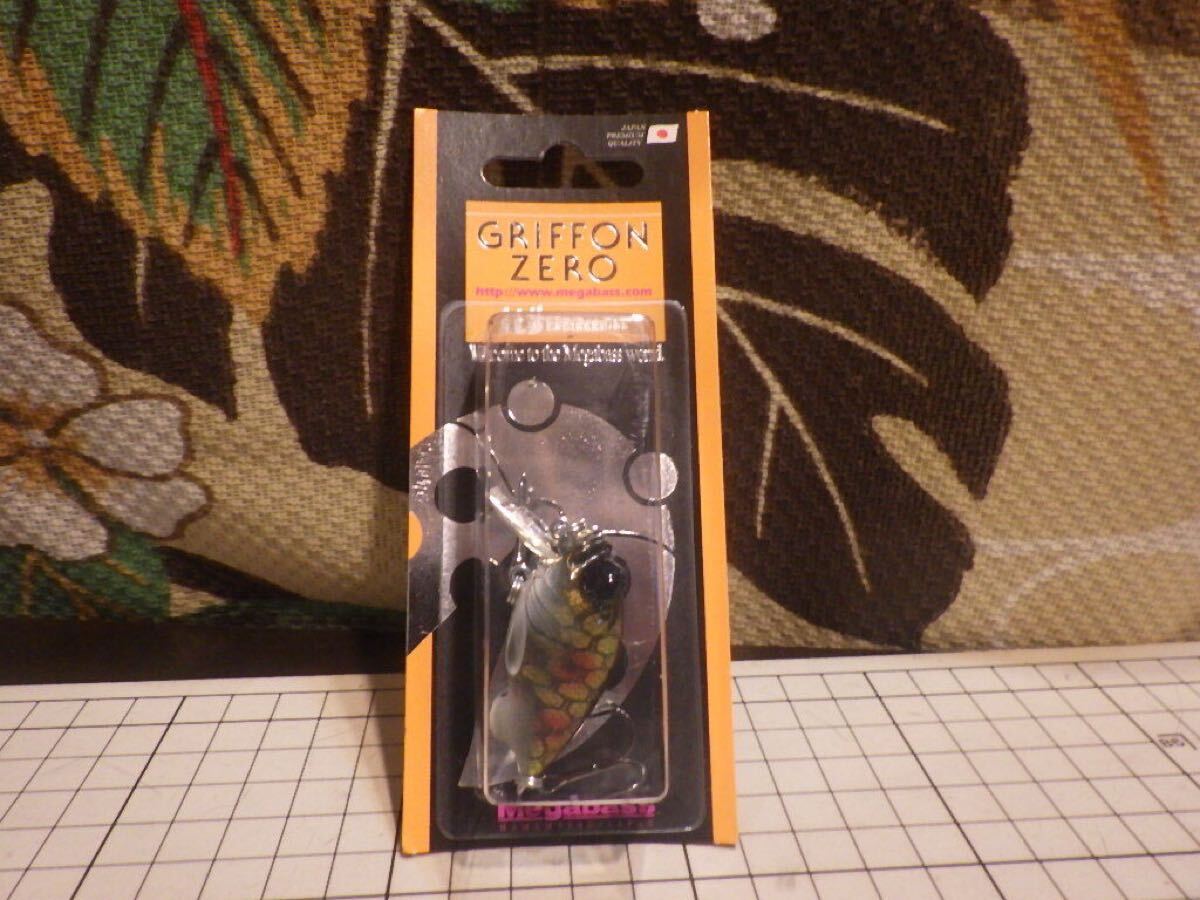 JAPAN
PREMIUM
QUALITY
GRIFFON
ZERO
http://www.megabass.com
Welcome to the Megabass world.
Megabass